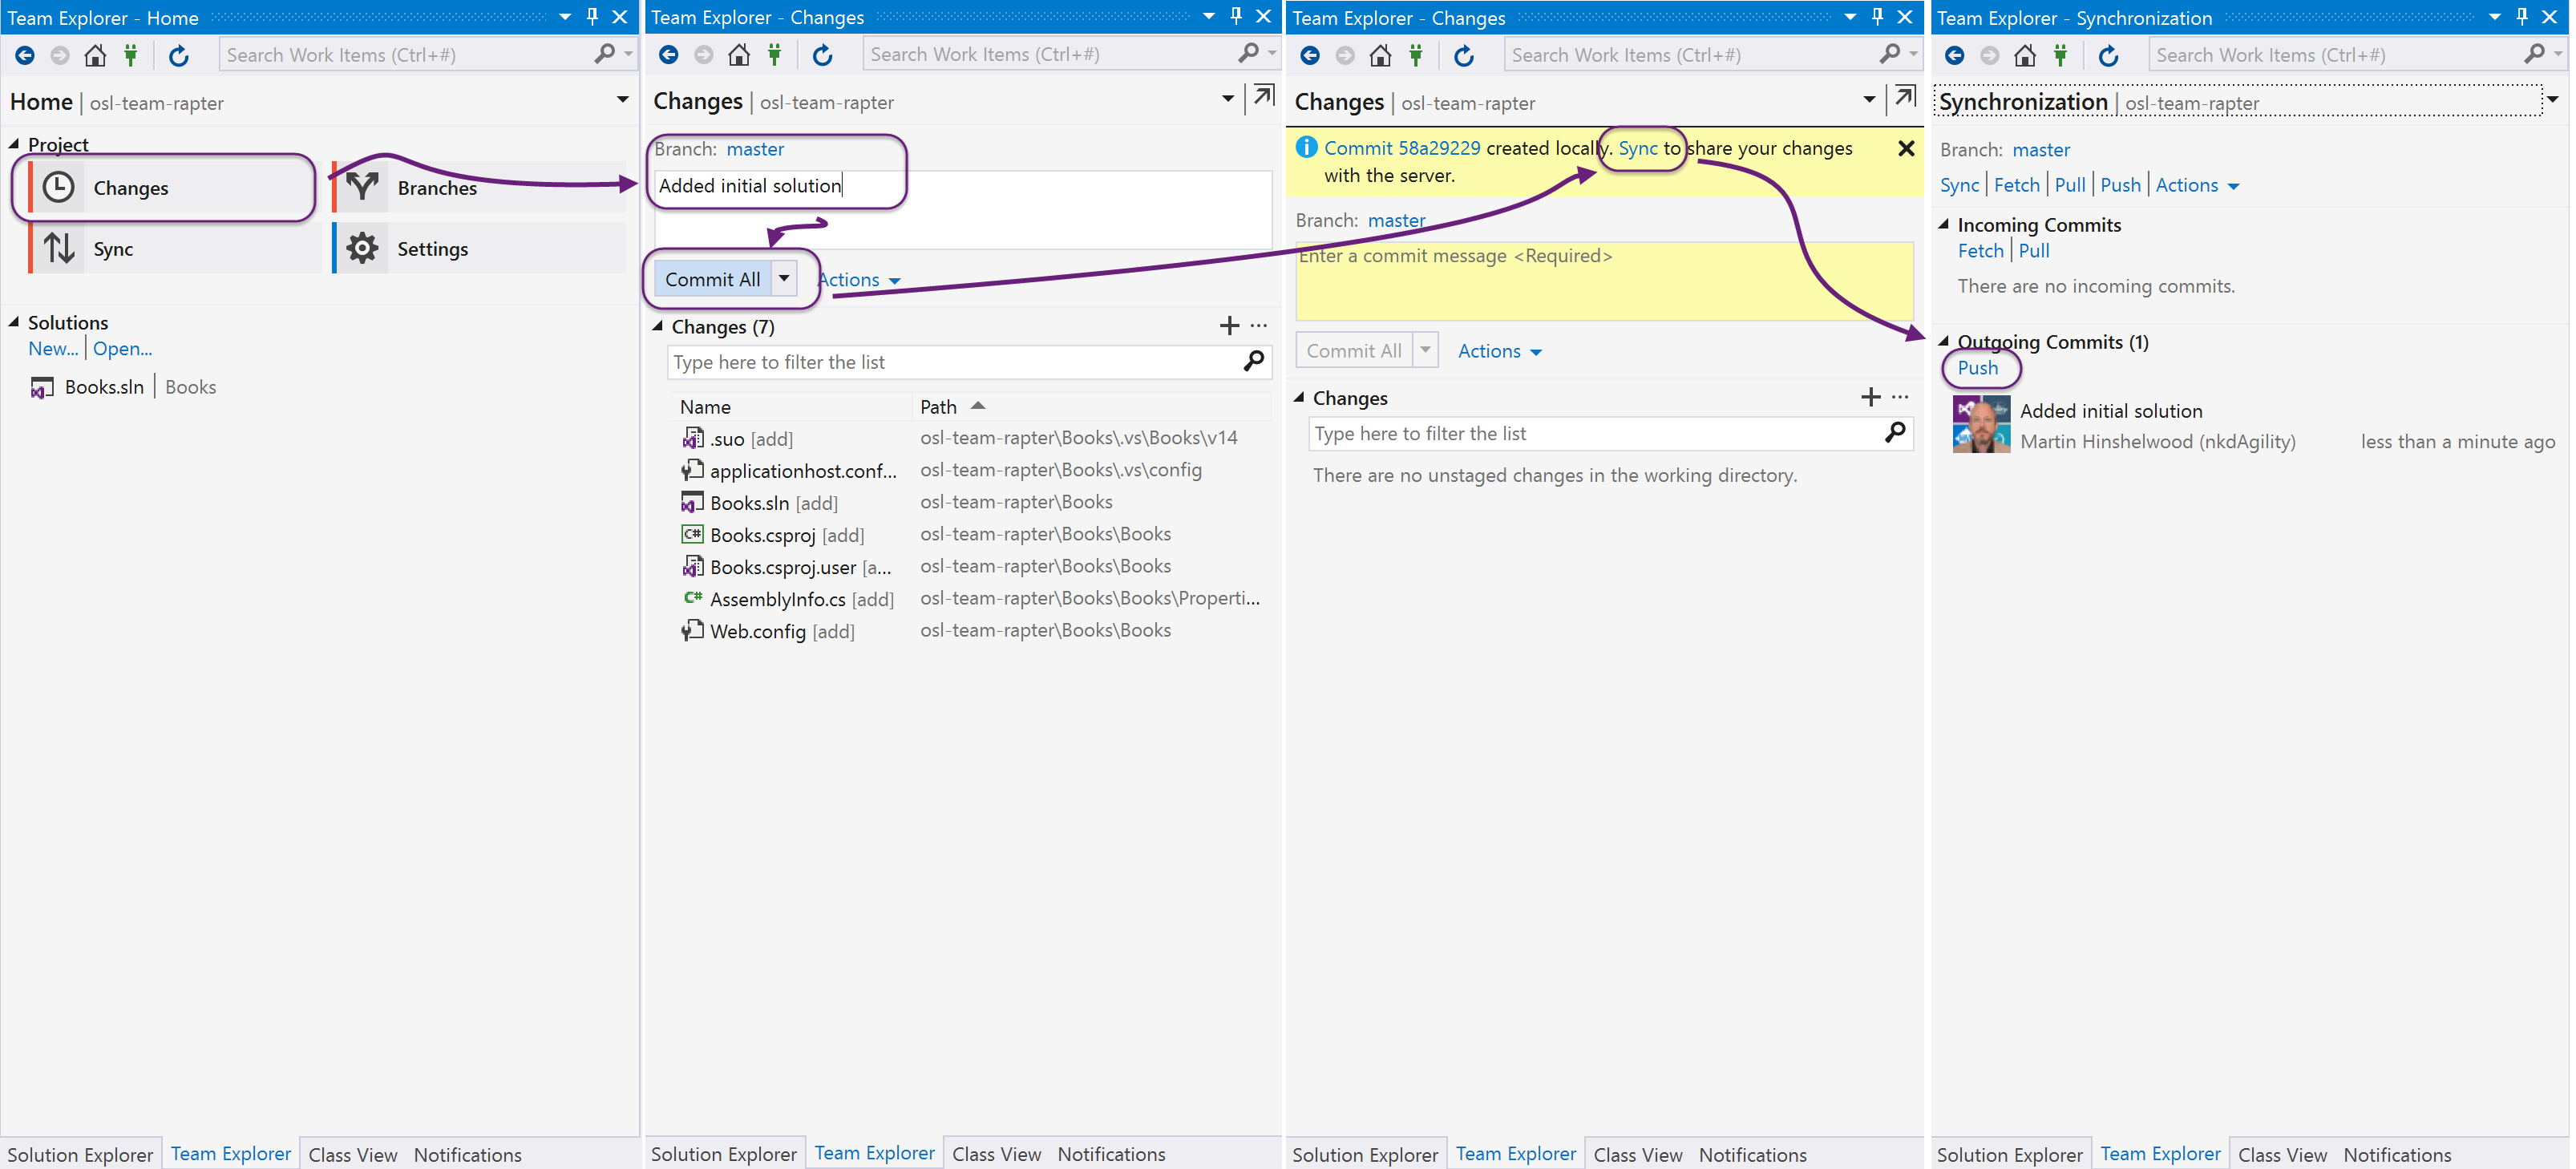 Team Explorer - Home
Search Work Items (Ctrl+#)
Home | osl-team-rapter
Project
Changes
Branches
Sync
Settings
Solutions
New... | Open...
Books.sln | Books
Solution Explorer Team Explorer Class View Notifications
Team Explorer - Changes
Search Work Items (Ctrl+#)
Changes | osl-team-rapter
Branch: master
Added initial solution
Commit All Actions
Changes (7)
Type here to filter the list
Name Path
.suo [add] osl-team-rapter\Books\.vs\Books\v14
applicationhost.conf... osl-team-rapter\Books\.vs\config
Books.sln [add] osl-team-rapter\Books
Books.csproj [add] osl-team-rapter\Books\Books
Books.csproj.user [a... osl-team-rapter\Books\Books
AssemblyInfo.cs [add] osl-team-rapter\Books\Books\Properti...
Web.config [add] osl-team-rapter\Books\Books
Solution Explorer Team Explorer Class View Notifications
Team Explorer - Changes
Search Work Items (Ctrl+#)
Changes | osl-team-rapter
Commit 58a29229 created locally. Sync to share your changes
with the server.
Branch: master
Enter a commit message <Required>
Commit All Actions
Changes
Type here to filter the list
There are no unstaged changes in the working directory.
Solution Explorer Team Explorer Class View Notifications
Team Explorer - Synchronization
Search Work Items (Ctrl+#)
Synchronization | osl-team-rapter
Branch: master
Sync | Fetch | Pull | Push | Actions
Incoming Commits
Fetch | Pull
There are no incoming commits.
Outgoing Commits (1)
Push
Added initial solution
Martin Hinshelwood (nkdAgility) less than a minute ago
Solution Explorer Team Explorer Class View Notifications